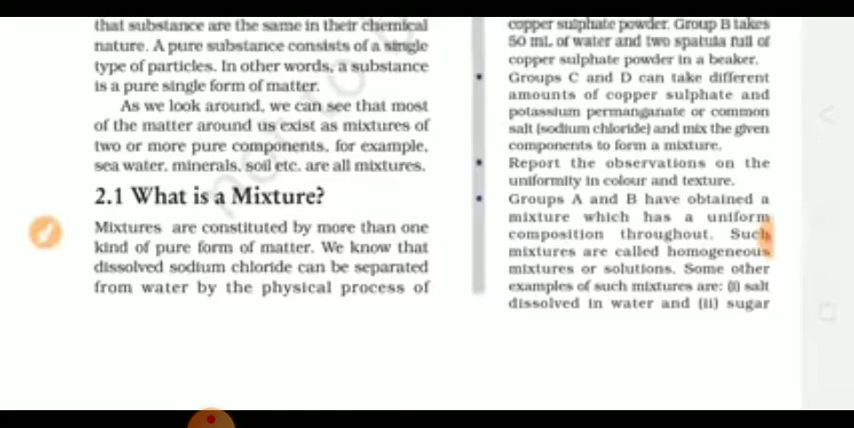 that substance are the same in their chemical
nature. A pure substance consists of a single
type of particles. In other words, a substance
is a pure single form of matter.
As we look around, we can see that most
of the matter around us exist as mixtures of
two or more pure components, for example,
sea water, minerals, soil etc. are all mixtures.
2.1 What is a Mixture?
Mixtures are constituted by more than one
kind of pure form of matter. We know that
dissolved sodium chloride can be separated
from water by the physical process of
copper sulphate powder. Group B takes
50 mL of water and two spatula full of
copper sulphate powder in a beaker.
• Groups C and D can take different
amounts of copper sulphate and
potassium permanganate or common
salt (sodium chloride) and mix the given
components to form a mixture.
• Report the observations on the
uniformity in colour and texture.
• Groups A and B have obtained a
mixture which has a uniform
composition throughout. Such
mixtures are called homogeneous
mixtures or solutions. Some other
examples of such mixtures are: (i) salt
dissolved in water and (ii) sugar